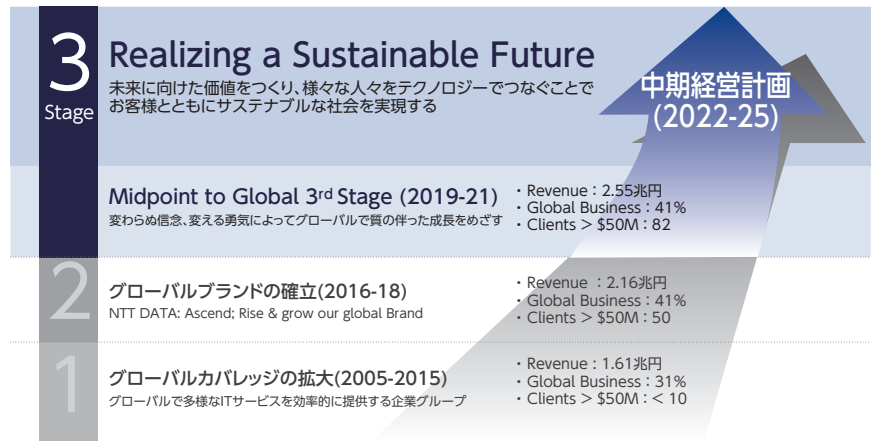 3
Stage
Realizing a Sustainable Future
未来に向けた価値をつくり、様々な人々をテクノロジーでつなぐことで
お客様とともにサステナブルな社会を実現する
中期経営計画
(2022-25)
Midpoint to Global 3rd Stage (2019-21)
変わらぬ信念、変える勇気によってグローバルで質の伴った成長をめざす
・Revenue：2.55兆円
・Global Business：41%
・Clients > $50M：82
2
グローバルブランドの確立(2016-18)
NTT DATA: Ascend; Rise & grow our global Brand
・Revenue ：2.16兆円
・Global Business：41%
・Clients > $50M：50
1
グローバルカバレッジの拡大(2005-2015)
グローバルで多様なITサービスを効率的に提供する企業グループ
・Revenue：1.61兆円
・Global Business：31%
・Clients > $50M：< 10